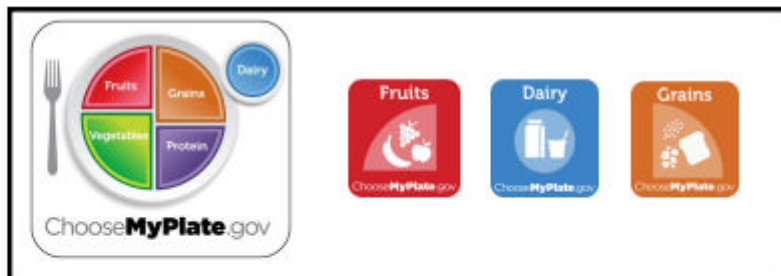 Fruits
Grains
Dairy
Vegetables
Protein
ChooseMyPlate.gov
Fruits
ChooseMyPlate.gov
Dairy
ChooseMyPlate.gov
Grains
ChooseMyPlate.gov